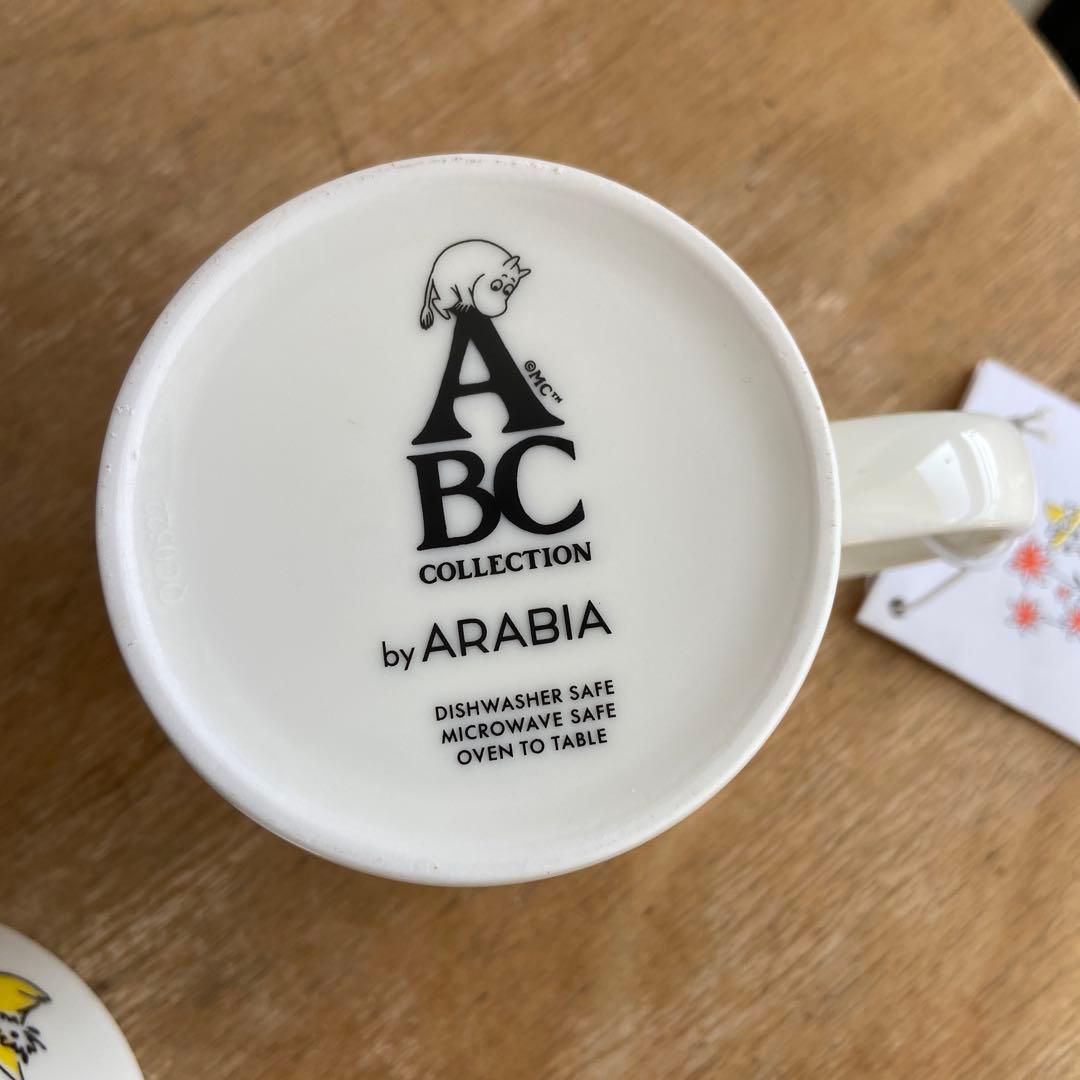 A
©MC™
BC
COLLECTION
by ARABIA
DISHWASHER SAFE
MICROWAVE SAFE
OVEN TO TABLE